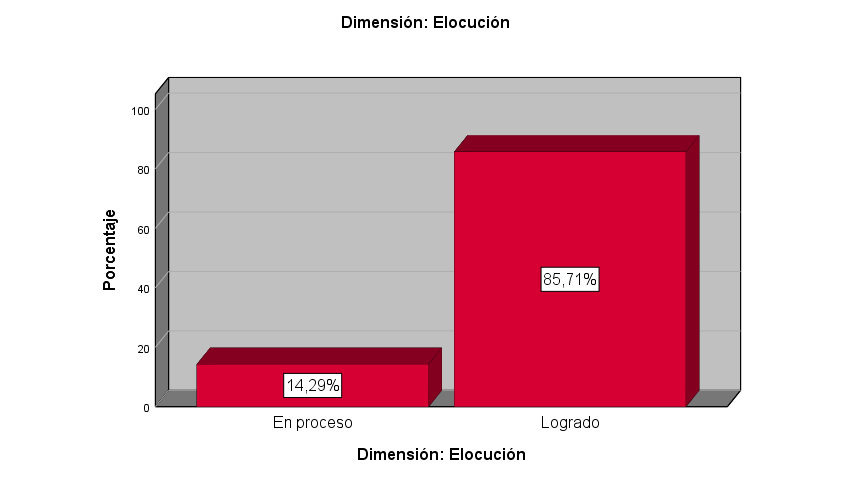 Dimensión: Elocución
100
80
60
40
20
0
Porcentaje
14,29%
85,71%
En proceso
Logrado
Dimensión: Elocución